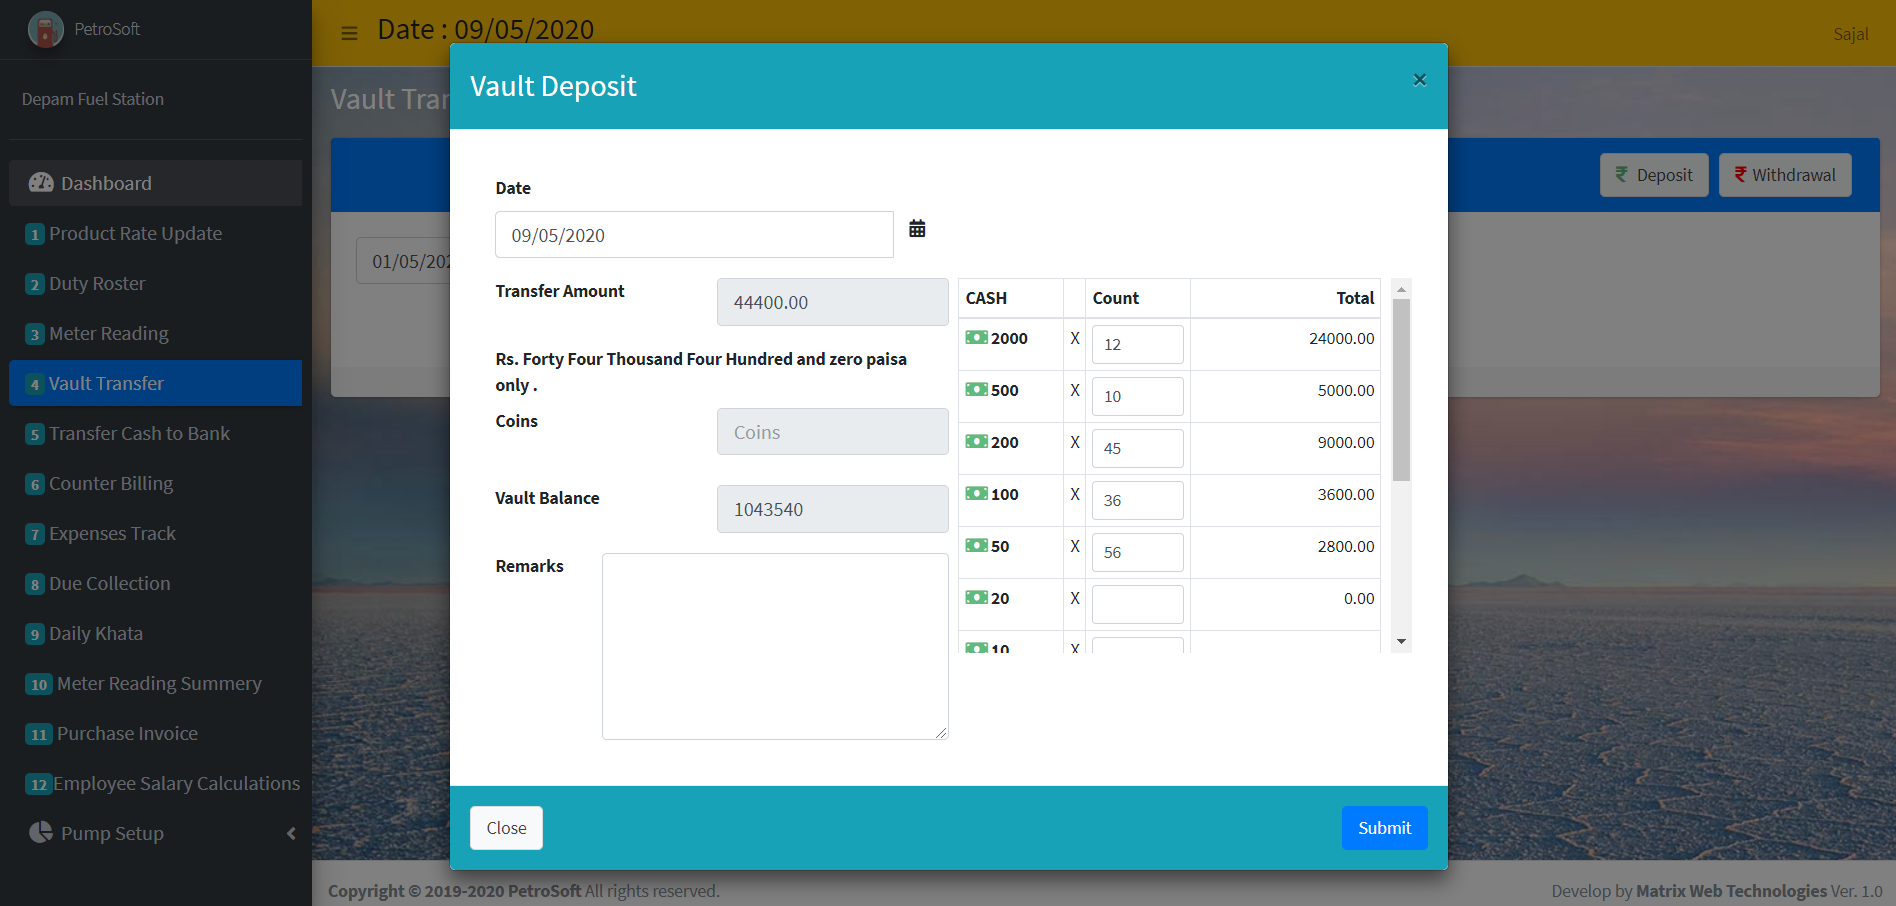 PetroSoft
Date : 09/05/2020
Sajal
Depam Fuel Station
Dashboard
1 Product Rate Update
2 Duty Roster
3 Meter Reading
4 Vault Transfer
5 Transfer Cash to Bank
6 Counter Billing
7 Expenses Track
8 Due Collection
9 Daily Khata
10 Meter Reading Summery
11 Purchase Invoice
12 Employee Salary Calculations
Pump Setup
Vault Tra
₹ Deposit
₹ Withdrawal
01/05/202
Vault Deposit
×
Date
09/05/2020
Transfer Amount
44400.00
Rs. Forty Four Thousand Four Hundred and zero paisa
only .
Coins
Coins
Vault Balance
1043540
Remarks
CASH Count Total
2000 X 12 24000.00
500 X 10 5000.00
200 X 45 9000.00
100 X 36 3600.00
50 X 56 2800.00
20 X 0.00
10 X
Close
Submit
Copyright © 2019-2020 PetroSoft All rights reserved.
Develop by Matrix Web Technologies Ver. 1.0